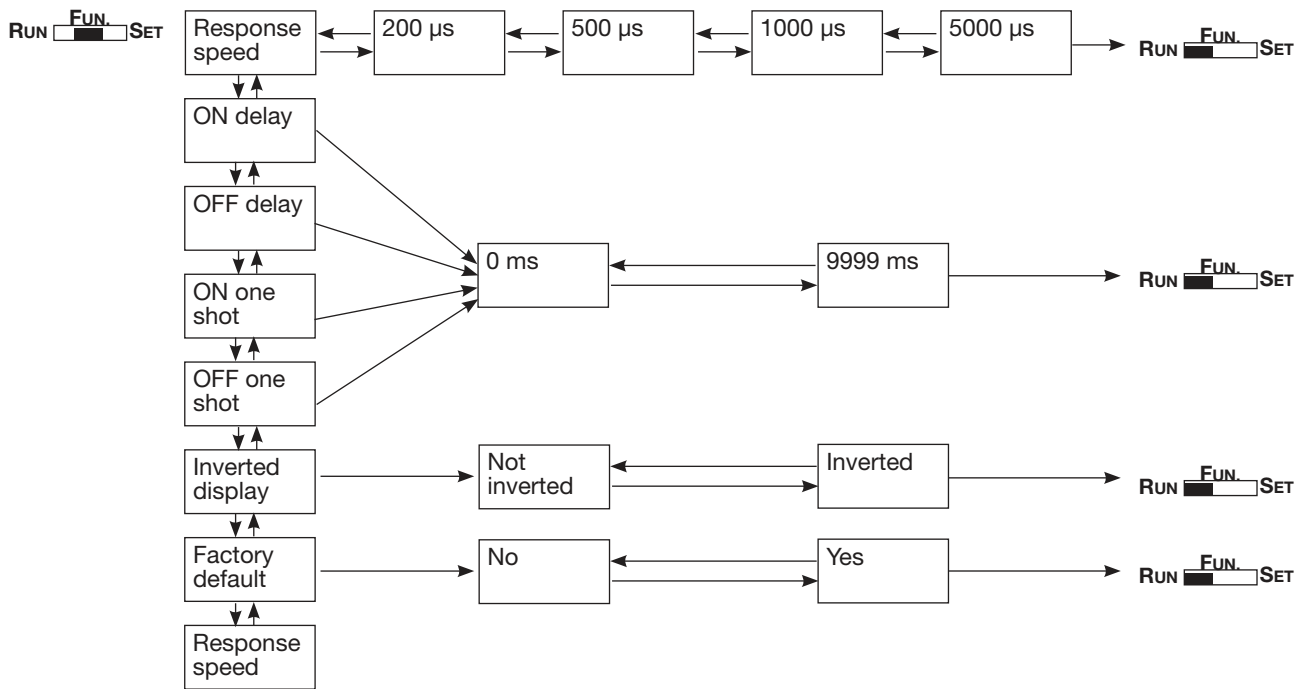 FUN.
RUN SET
Response
speed
200 µs
500 µs
1000 µs
5000 µs
FUN.
RUN SET
ON delay
OFF delay
ON one
shot
OFF one
shot
0 ms
9999 ms
FUN.
RUN SET
Inverted
display
Not
inverted
Inverted
FUN.
RUN SET
Factory
default
No
Yes
FUN.
RUN SET
Response
speed